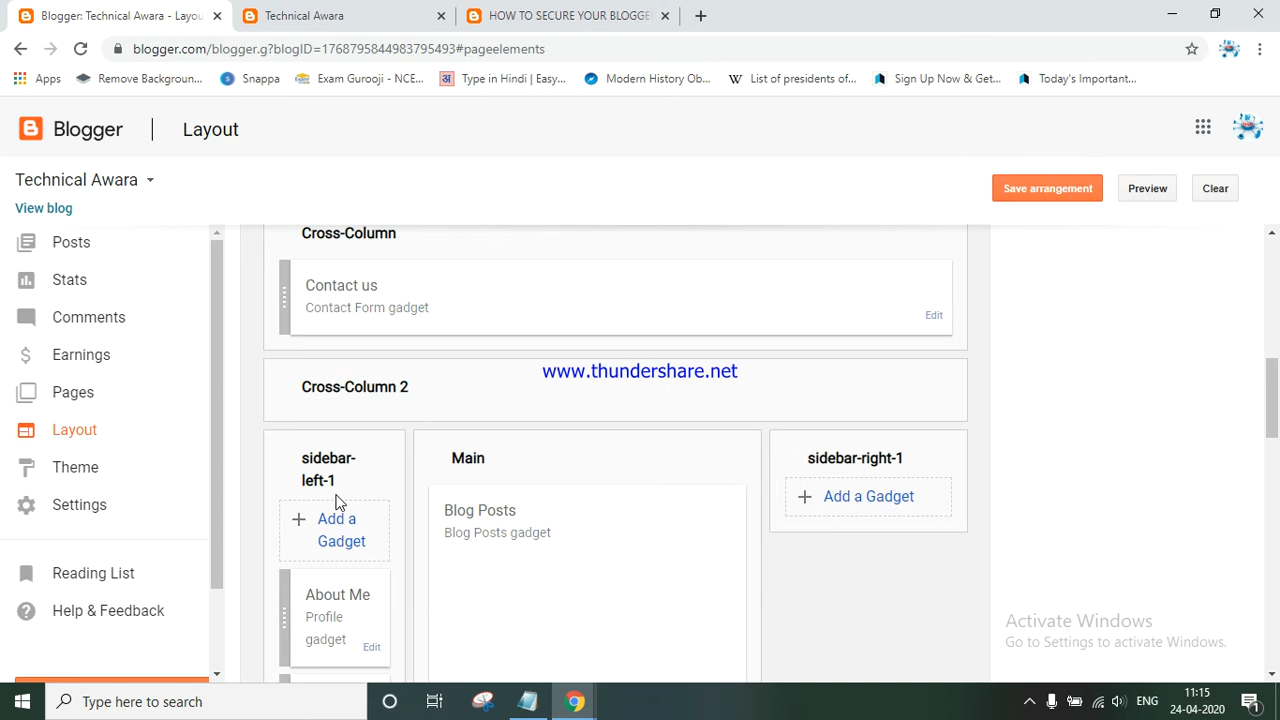 Blogger: Technical Awara - Layou
Technical Awara
HOW TO SECURE YOUR BLOGGE
blogger.com/blogger.g?blogID=1768795844983795493#pageelements
Apps
Remove Backgroun...
Snappa
Exam Gurooji - NCE...
Type in Hindi | Easy...
Modern History Ob...
List of presidents of...
Sign Up Now & Get...
Today's Important...
Blogger
Layout
Technical Awara
Save arrangement
Preview
Clear
View blog
Posts
Stats
Comments
Earnings
Pages
Layout
Theme
Settings
Reading List
Help & Feedback
Cross-Column
Contact us
Contact Form gadget
Edit
www.thundershare.net
Cross-Column 2
sidebar-
left-1
Add a
Gadget
About Me
Profile
gadget
Edit
Main
Blog Posts
Blog Posts gadget
sidebar-right-1
Add a Gadget
Activate Windows
Go to Settings to activate Windows.
Type here to search
ENG
11:15
24-04-2020
1